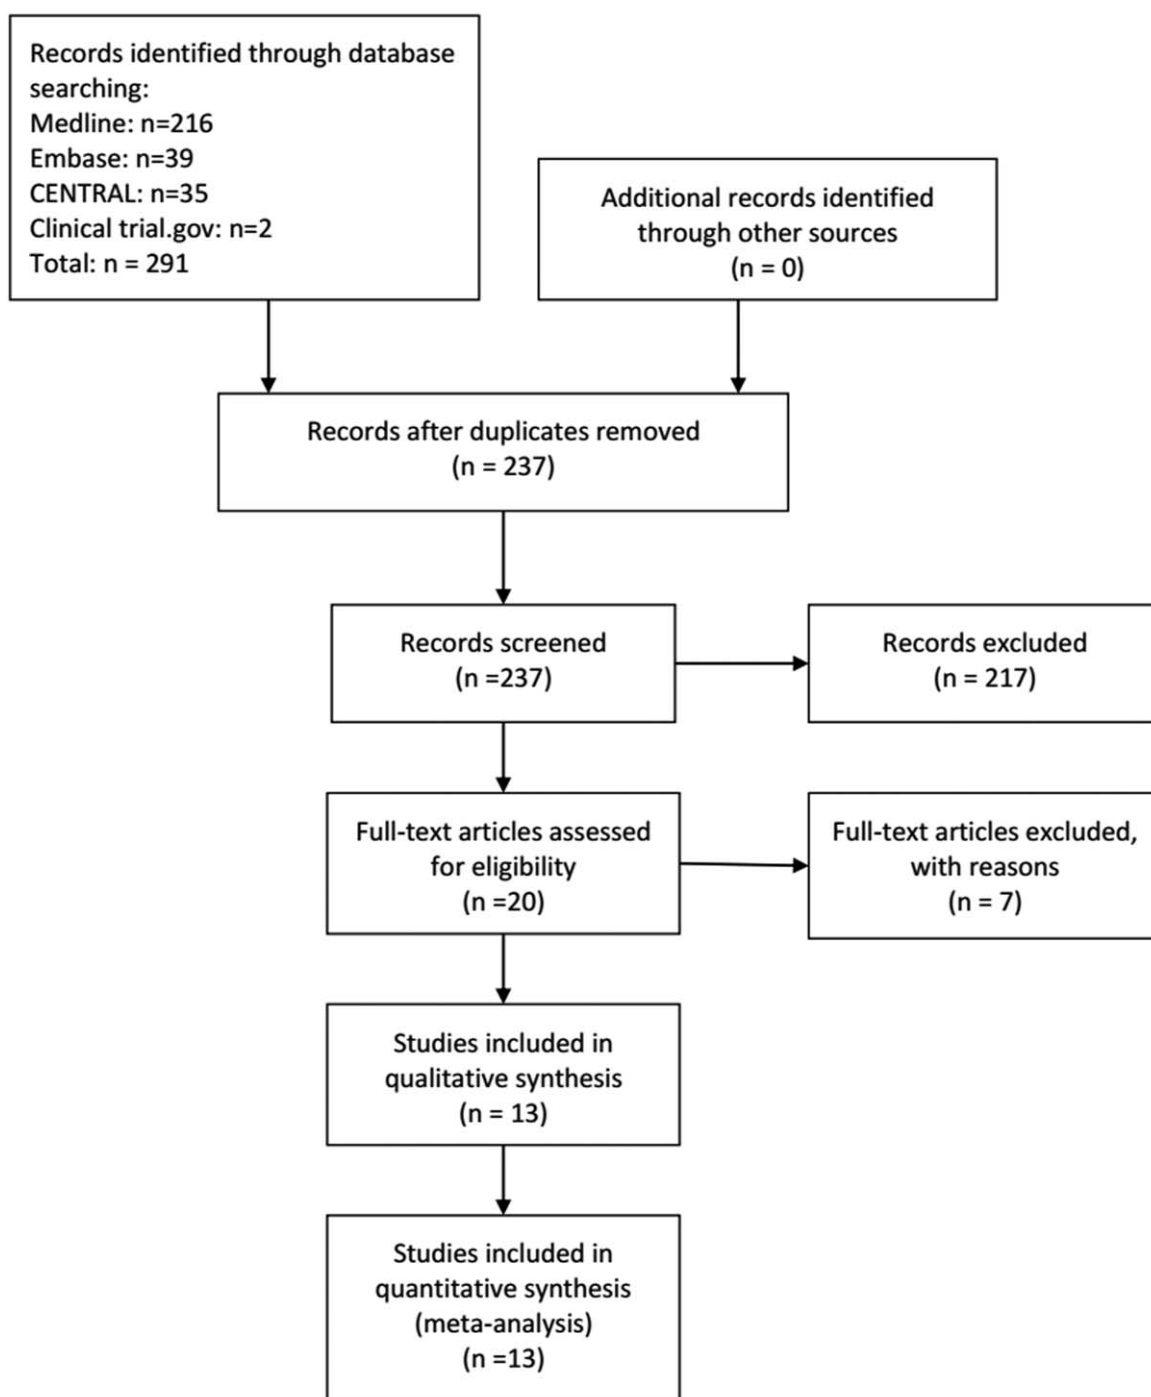 Records identified through database
searching:
Medline: n=216
Embase: n=39
CENTRAL: n=35
Clinical trial.gov: n=2
Total: n = 291
Additional records identified
through other sources
(n = 0)
Records after duplicates removed
(n = 237)
Records screened
(n =237)
Records excluded
(n = 217)
Full-text articles assessed
for eligibility
(n =20)
Full-text articles excluded,
with reasons
(n = 7)
Studies included in
qualitative synthesis
(n = 13)
Studies included in
quantitative synthesis
(meta-analysis)
(n =13)